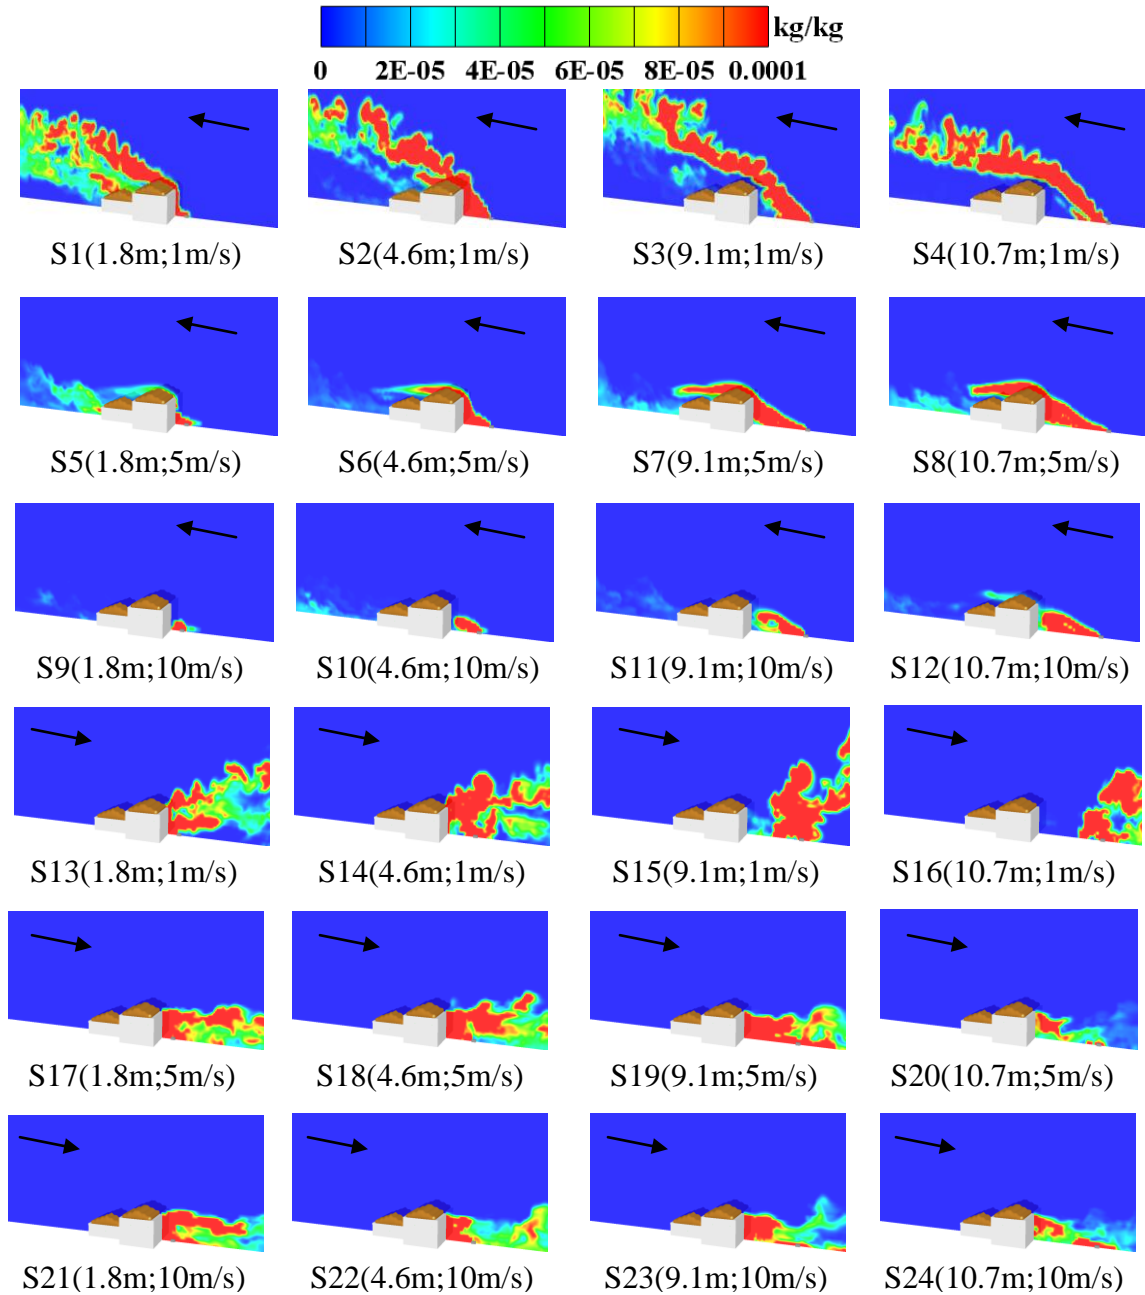 kg/kg
0 2E-05 4E-05 6E-05 8E-05 0.0001
S1(1.8m;1m/s) S2(4.6m;1m/s) S3(9.1m;1m/s) S4(10.7m;1m/s)
S5(1.8m;5m/s) S6(4.6m;5m/s) S7(9.1m;5m/s) S8(10.7m;5m/s)
S9(1.8m;10m/s) S10(4.6m;10m/s) S11(9.1m;10m/s) S12(10.7m;10m/s)
S13(1.8m;1m/s) S14(4.6m;1m/s) S15(9.1m;1m/s) S16(10.7m;1m/s)
S17(1.8m;5m/s) S18(4.6m;5m/s) S19(9.1m;5m/s) S20(10.7m;5m/s)
S21(1.8m;10m/s) S22(4.6m;10m/s) S23(9.1m;10m/s) S24(10.7m;10m/s)